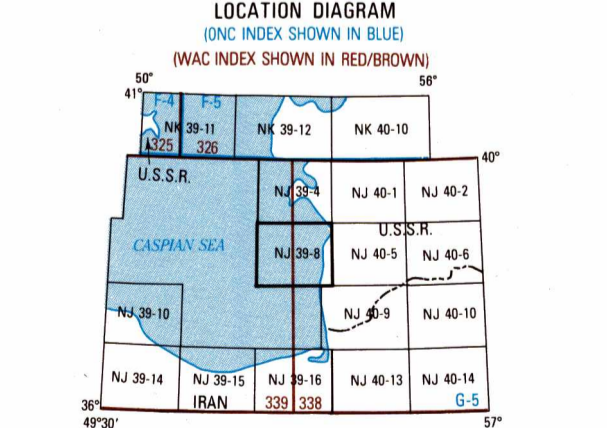 LOCATION DIAGRAM
(ONC INDEX SHOWN IN BLUE)
(WAC INDEX SHOWN IN RED/BROWN)
50° 56°
41° F-4 F-5
NK 39-11 NK 39-12 NK 40-10
325 326
40°
U.S.S.R.
NJ 39-4 NJ 40-1 NJ 40-2
U.S.S.R.
CASPIAN SEA NJ 39-8 NJ 40-5 NJ 40-6
NJ 39-10 NJ 40-9 NJ 40-10
NJ 39-14 NJ 39-15 NJ 39-16 NJ 40-13 NJ 40-14
36° IRAN 339 338 G-5
49°30' 57°